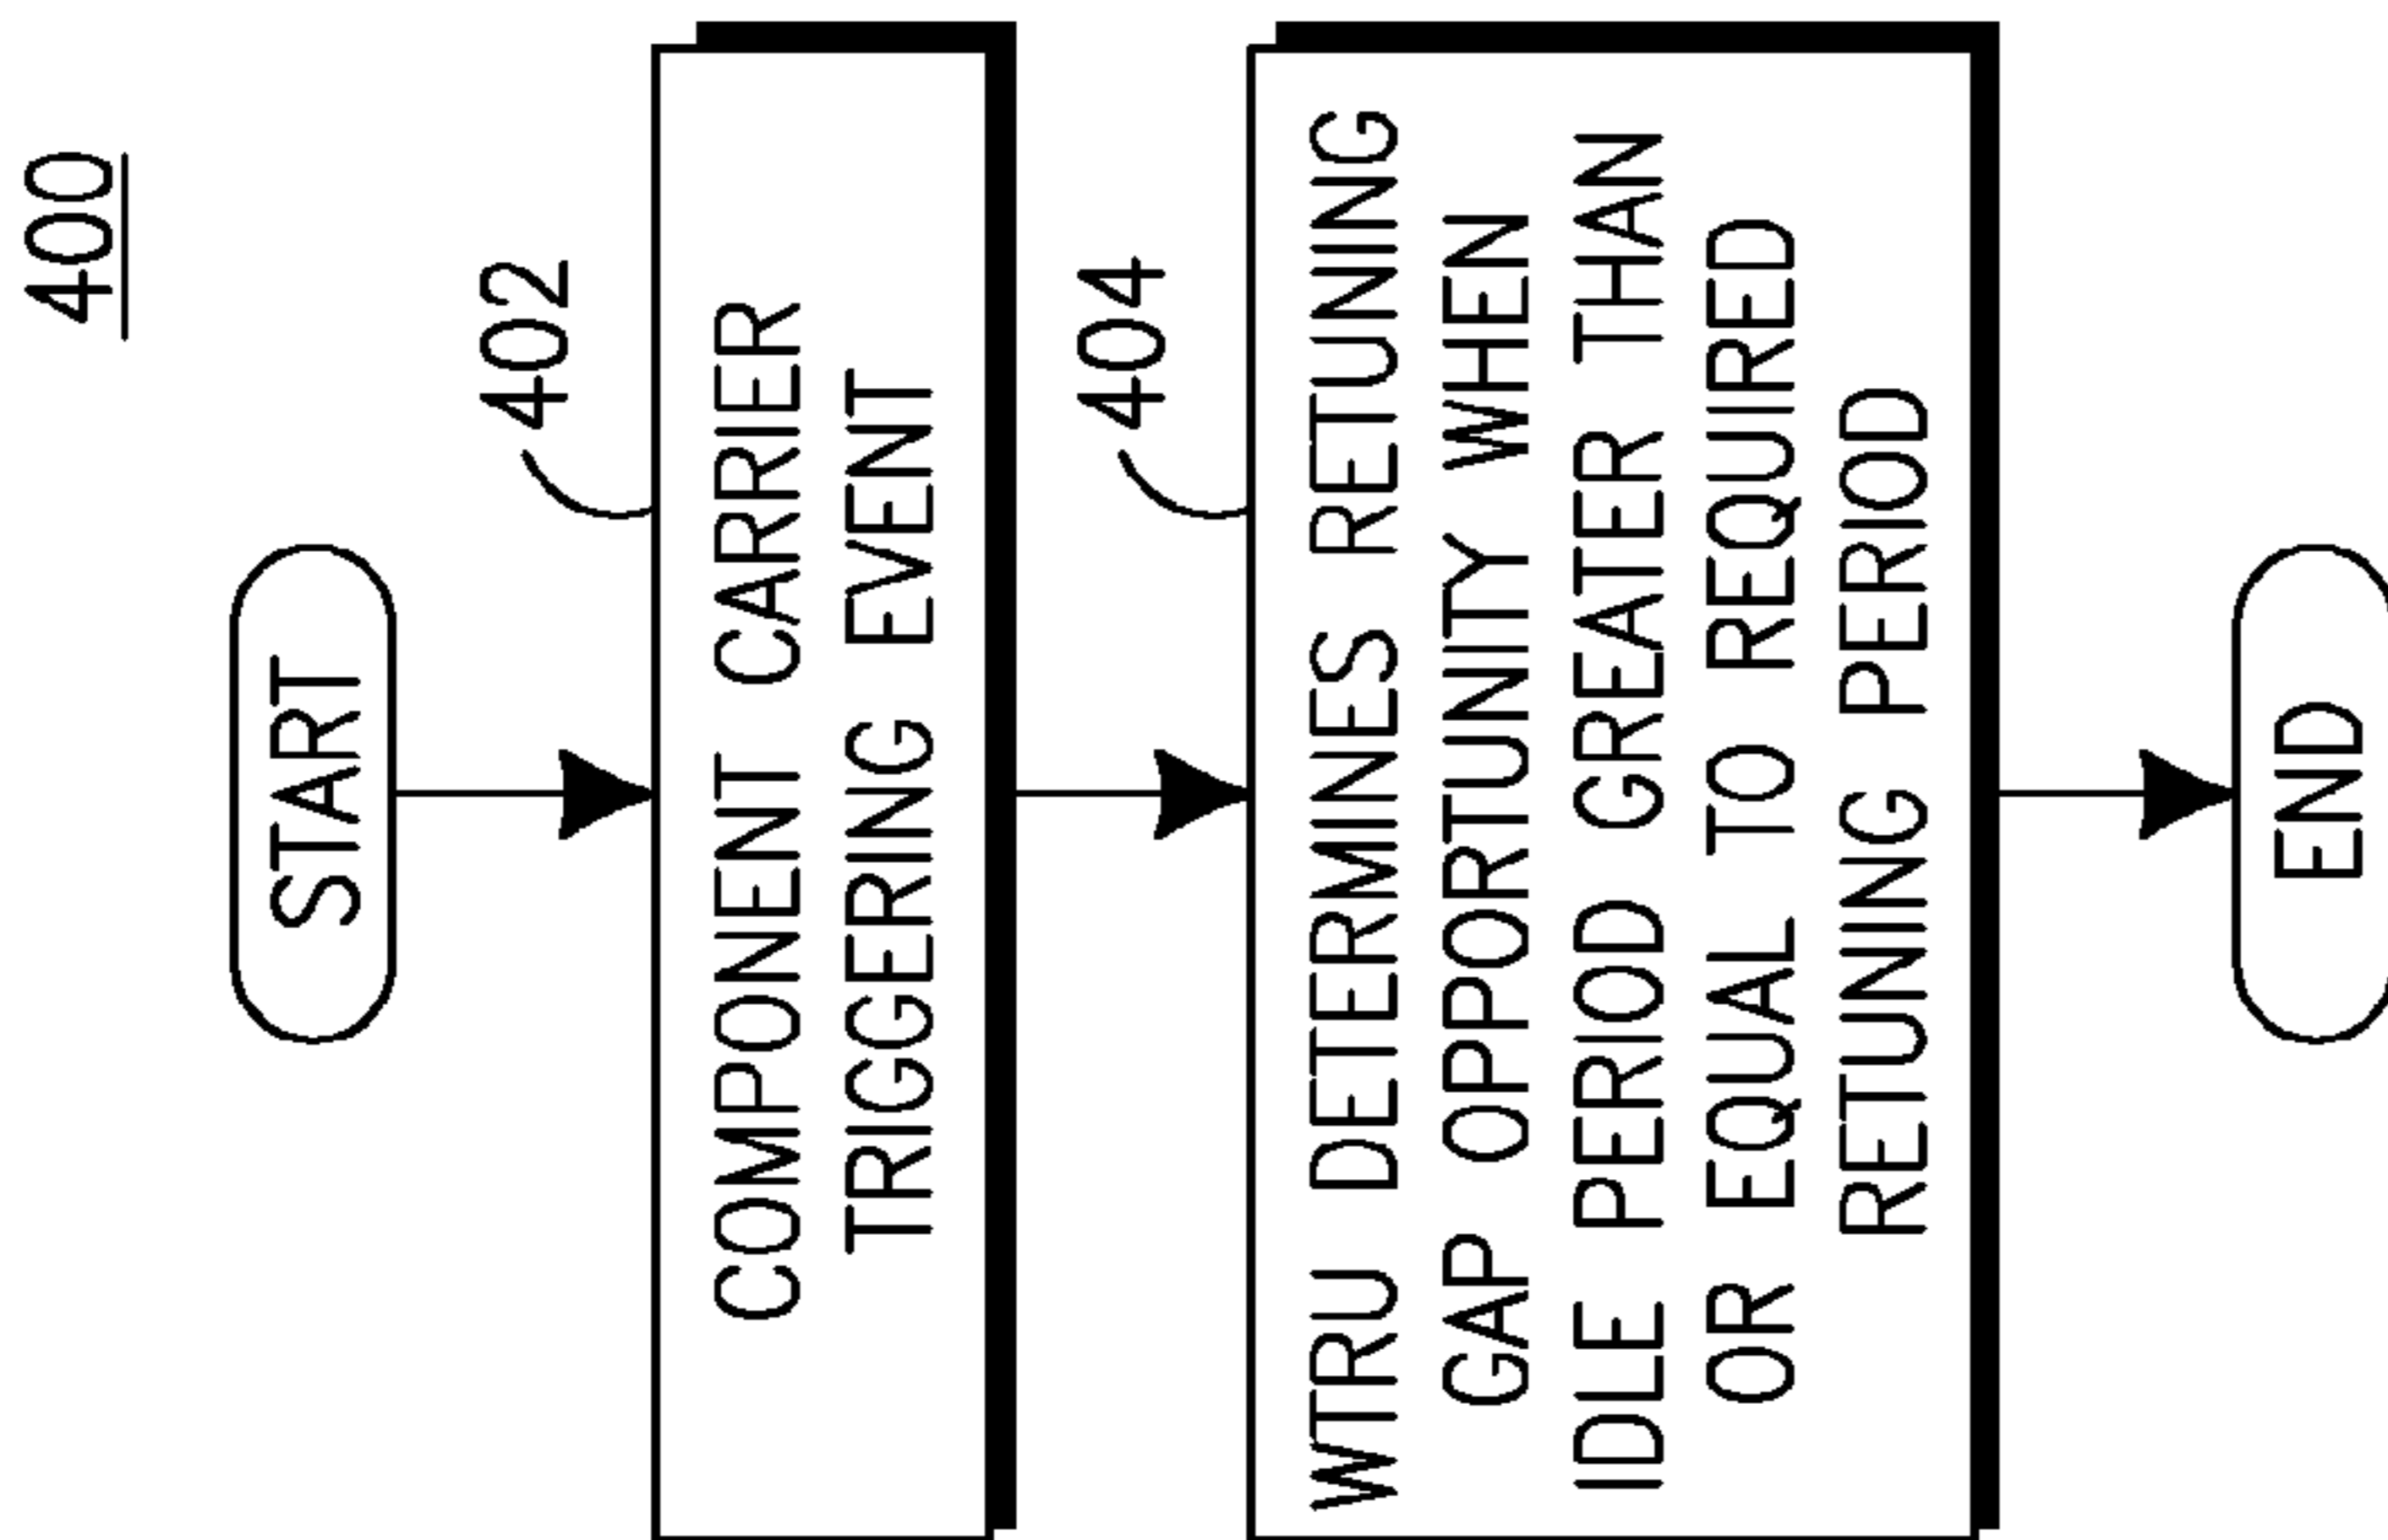 400
START
402
COMPONENT CARRIER
TRIGGERING EVENT
404
WTRU DETERMINES RETUNING
GAP OPPORTUNITY WHEN
IDLE PERIOD GREATER THAN
OR EQUAL TO REQUIRED
RETUNING PERIOD
END